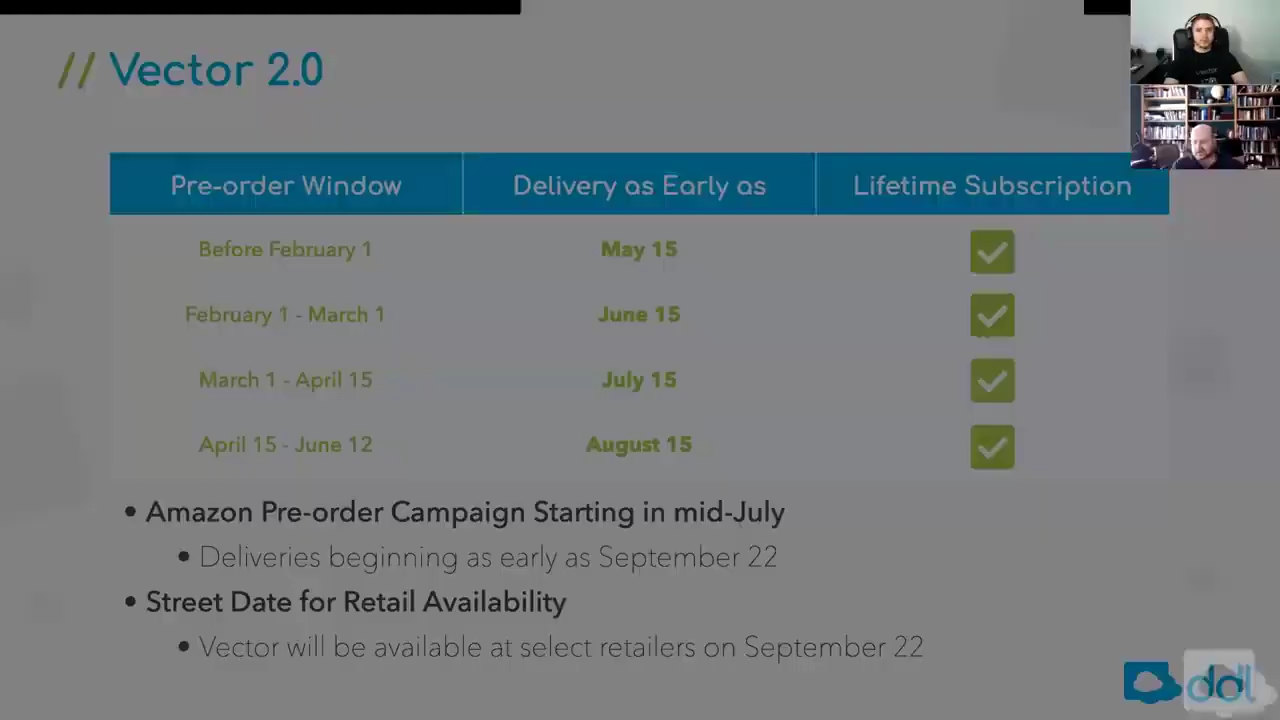 // Vector 2.0
Pre-order Window Delivery as Early as Lifetime Subscription
Before February 1 May 15
February 1 - March 1 June 15
March 1 - April 15 July 15
April 15 - June 12 August 15
• Amazon Pre-order Campaign Starting in mid-July
• Deliveries beginning as early as September 22
• Street Date for Retail Availability
• Vector will be available at select retailers on September 22
ddl